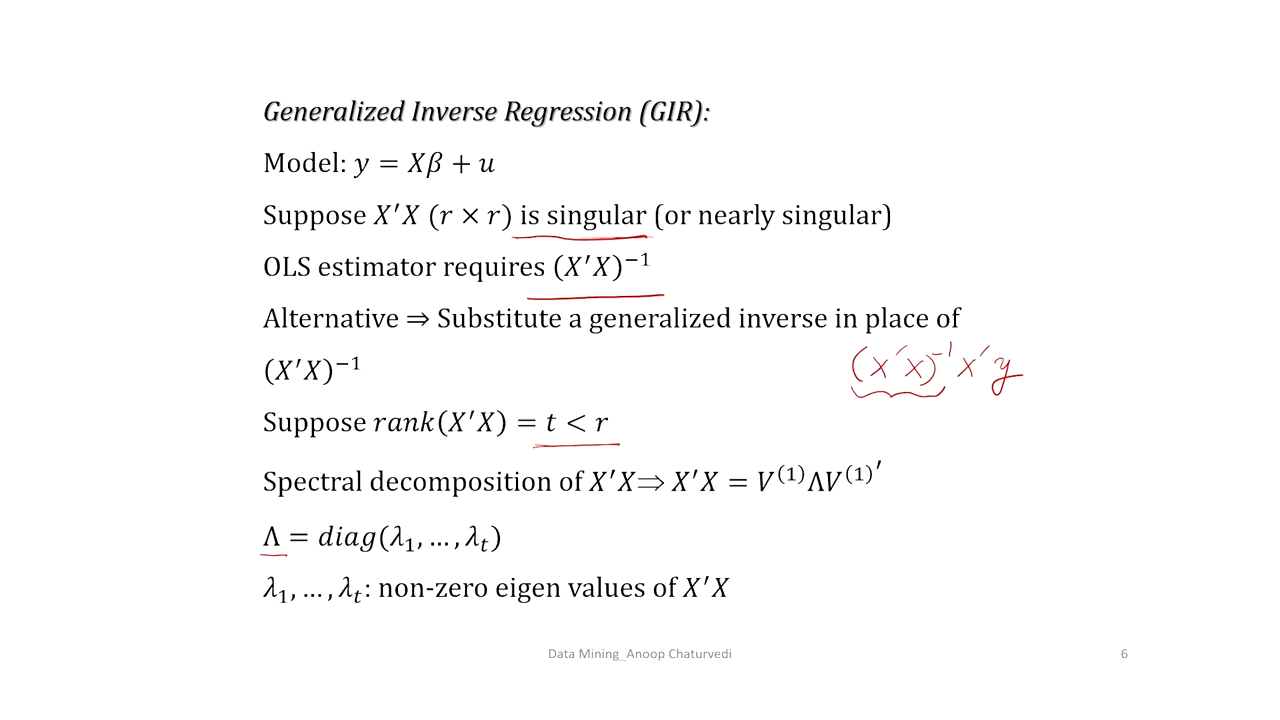 Generalized Inverse Regression (GIR):
Model: y = Xβ + u
Suppose X′X (r × r) is singular (or nearly singular)
OLS estimator requires (X′X)⁻¹
Alternative ⇒ Substitute a generalized inverse in place of
(X′X)⁻¹
(X′X)⁻¹X′y
Suppose rank(X′X) = t < r
Spectral decomposition of X′X⟹ X′X = V⁽¹⁾ΛV⁽¹⁾′
Λ = diag(λ₁, … , λₜ)
λ₁, … , λₜ: non-zero eigen values of X′X
Data Mining_Anoop Chaturvedi
6